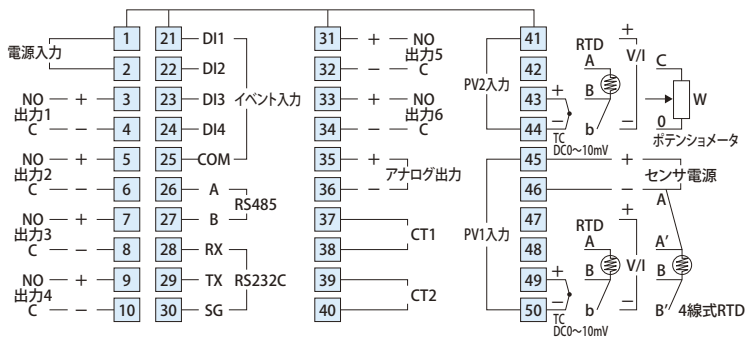 電源入力
1
2
NO + 3
出力1
C − 4
NO + 5
出力2
C − 6
NO + 7
出力3
C − 8
NO + 9
出力4
C − 10
21 DI1
22 DI2
23 DI3
イベント入力
24 DI4
25 COM
26 A
RS485
27 B
28 RX
29 TX RS232C
30 SG
31 + NO
出力5
32 − C
33 + NO
出力6
34 − C
35 +
アナログ出力
36 −
37
CT1
38
39
CT2
40
PV2入力
41
42
43 +
44 −
TC
DC0~10mV
RTD
A
B
b
+
V/I
−
C
W
0
ポテンショメータ
PV1入力
45 +
センサ電源
46 −
47
48
49 +
50 −
TC
DC0~10mV
RTD
A
B
b
+
V/I
−
A
A'
B
B' 4線式RTD